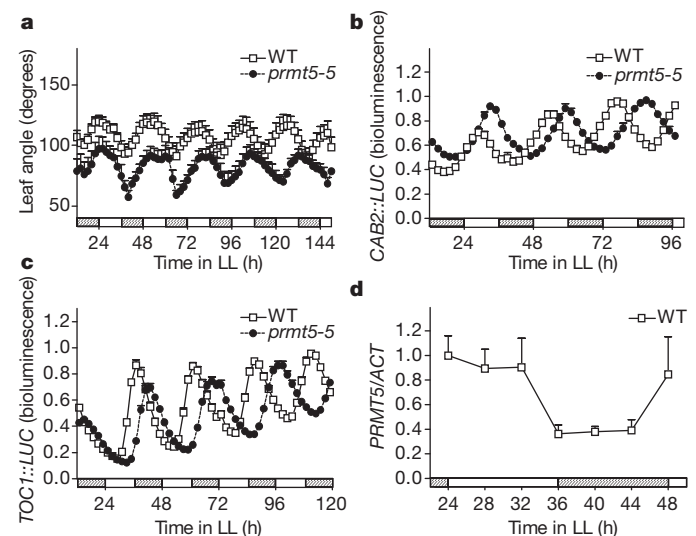 a
WT
prmt5-5
Leaf angle (degrees)
150
100
50
24 48 72 96 120 144
Time in LL (h)
b
WT
prmt5-5
CAB2::LUC (bioluminescence)
1.2
1.0
0.8
0.6
0.4
0.2
0.0
24 48 72 96
Time in LL (h)
c
WT
prmt5-5
TOC1::LUC (bioluminescence)
1.2
1.0
0.8
0.6
0.4
0.2
0.0
24 48 72 96 120
Time in LL (h)
d
WT
PRMT5/ACT
1.2
1.0
0.8
0.6
0.4
0.2
0.0
24 28 32 36 40 44 48
Time in LL (h)